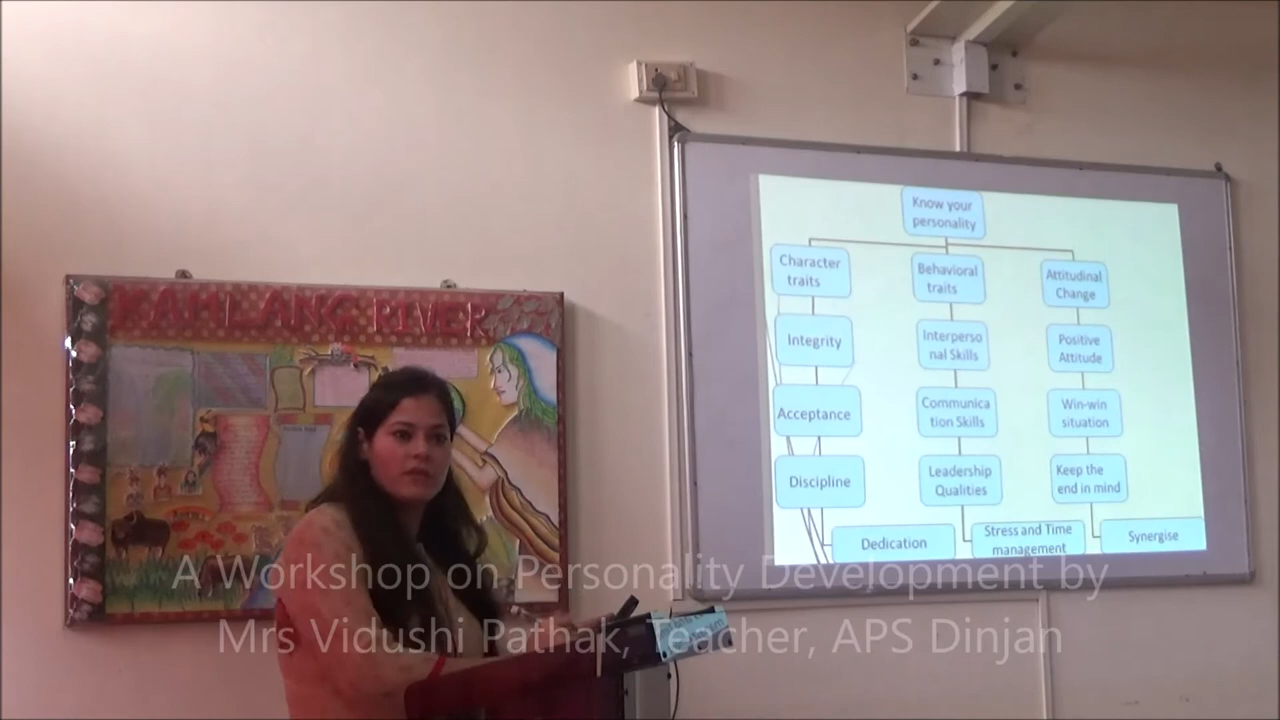 KAMLANG RIVER
Know your
personality
Character
traits
Behavioral
traits
Attitudinal
Change
Integrity
Interperso
nal Skills
Positive
Attitude
Acceptance
Communica
tion Skills
Win-win
situation
Discipline
Leadership
Qualities
Keep the
end in mind
Dedication
Stress and Time
management
Synergise
A Workshop on Personality Development by
Mrs Vidushi Pathak, Teacher, APS Dinjan